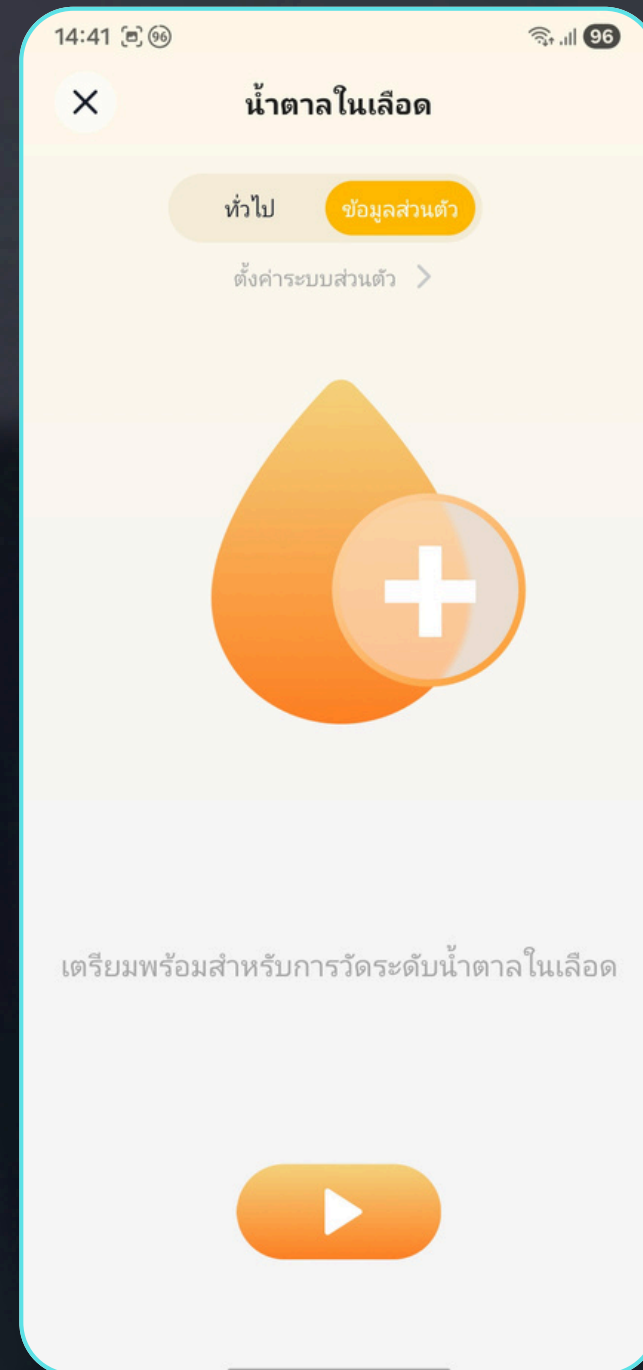 14:41 96 96
น้ำตาลในเลือด
ทั่วไป ข้อมูลส่วนตัว
ตั้งค่าระบบส่วนตัว
เตรียมพร้อมสำหรับการวัดระดับน้ำตาลในเลือด